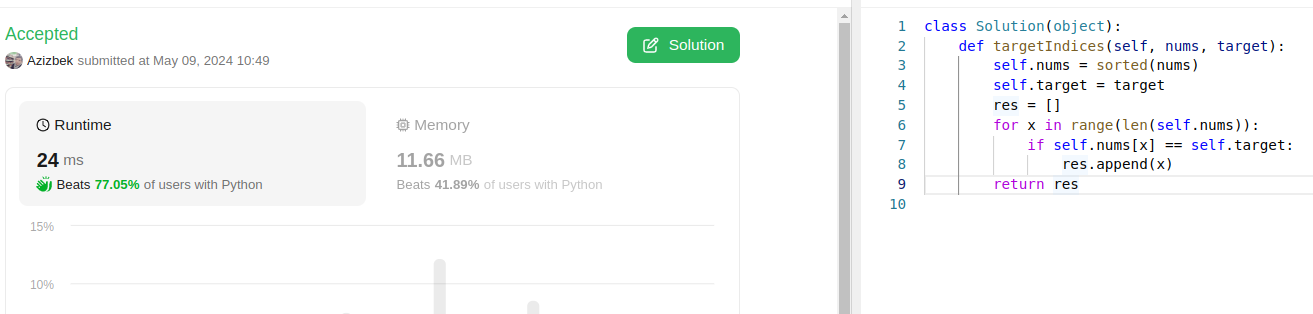 Accepted
Azizbek submitted at May 09, 2024 10:49
Solution
Runtime
24 ms
Beats 77.05% of users with Python
Memory
11.66 MB
Beats 41.89% of users with Python
15%
10%
1 class Solution(object):
2     def targetIndices(self, nums, target):
3         self.nums = sorted(nums)
4         self.target = target
5         res = []
6         for x in range(len(self.nums)):
7             if self.nums[x] == self.target:
8                 res.append(x)
9         return res
10